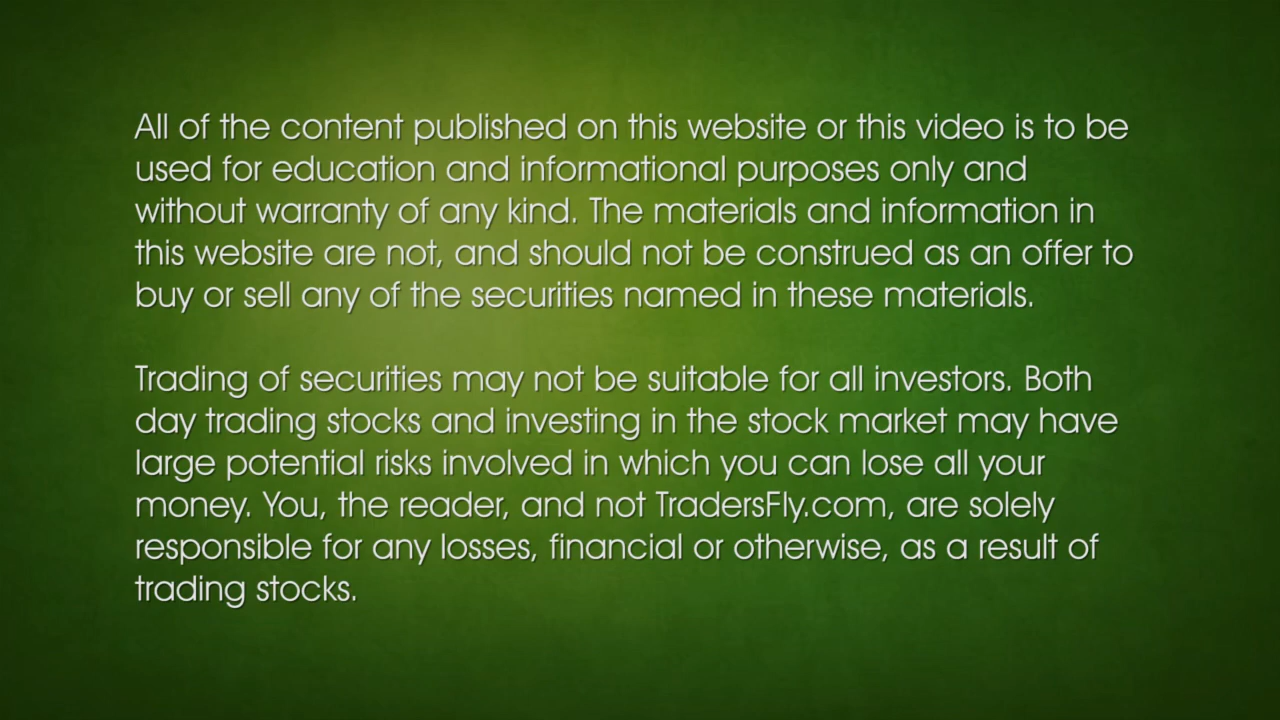 All of the content published on this website or this video is to be
used for education and informational purposes only and
without warranty of any kind. The materials and information in
this website are not, and should not be construed as an offer to
buy or sell any of the securities named in these materials.
Trading of securities may not be suitable for all investors. Both
day trading stocks and investing in the stock market may have
large potential risks involved in which you can lose all your
money. You, the reader, and not TradersFly.com, are solely
responsible for any losses, financial or otherwise, as a result of
trading stocks.